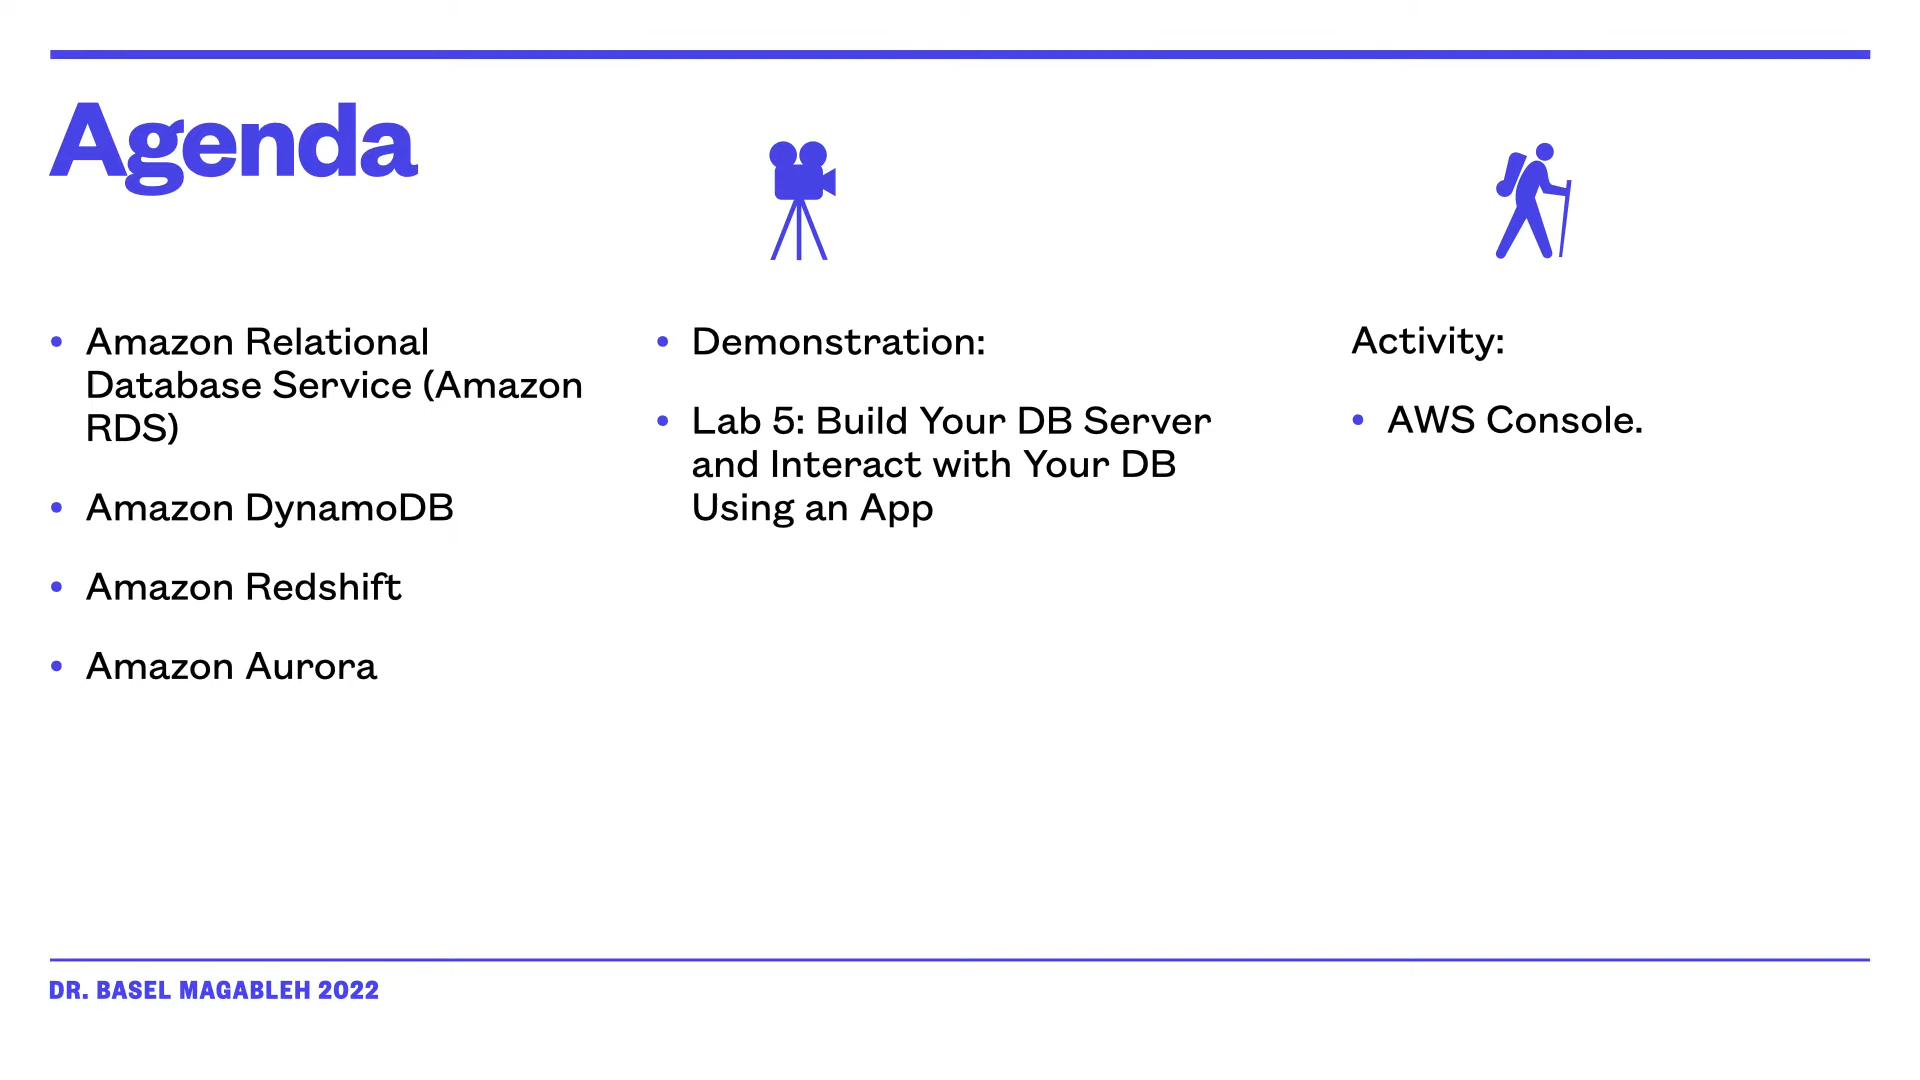 Agenda
• Amazon Relational
Database Service (Amazon
RDS)
• Amazon DynamoDB
• Amazon Redshift
• Amazon Aurora
• Demonstration:
• Lab 5: Build Your DB Server
and Interact with Your DB
Using an App
Activity:
• AWS Console.
DR. BASEL MAGABLEH 2022